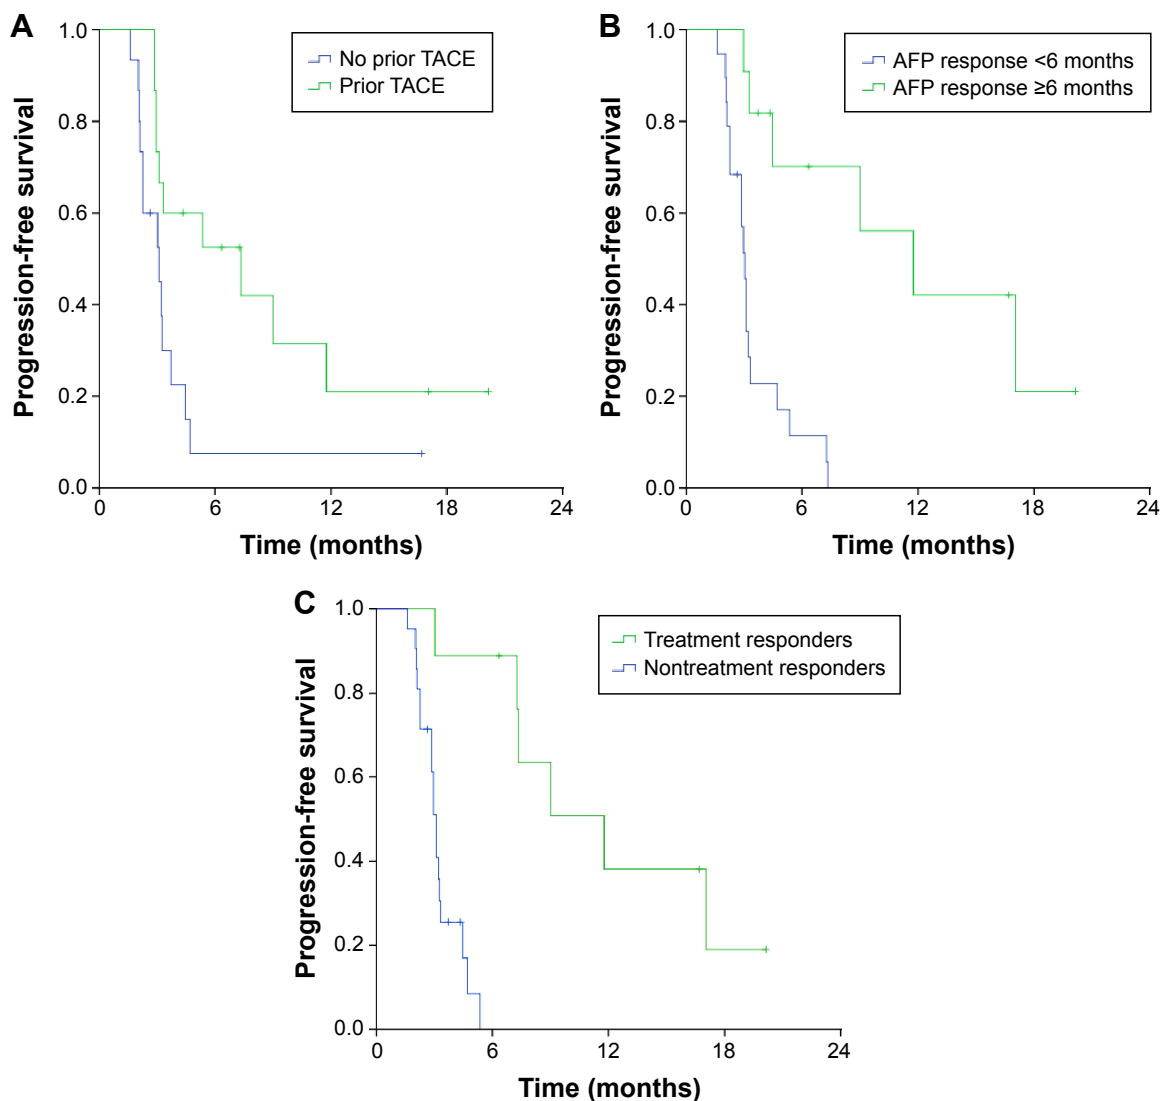 A
No prior TACE
Prior TACE
Progression-free survival
1.0
0.8
0.6
0.4
0.2
0.0
0 6 12 18 24
Time (months)
B
AFP response <6 months
AFP response ≥6 months
Progression-free survival
1.0
0.8
0.6
0.4
0.2
0.0
0 6 12 18 24
Time (months)
C
Treatment responders
Nontreatment responders
Progression-free survival
1.0
0.8
0.6
0.4
0.2
0.0
0 6 12 18 24
Time (months)